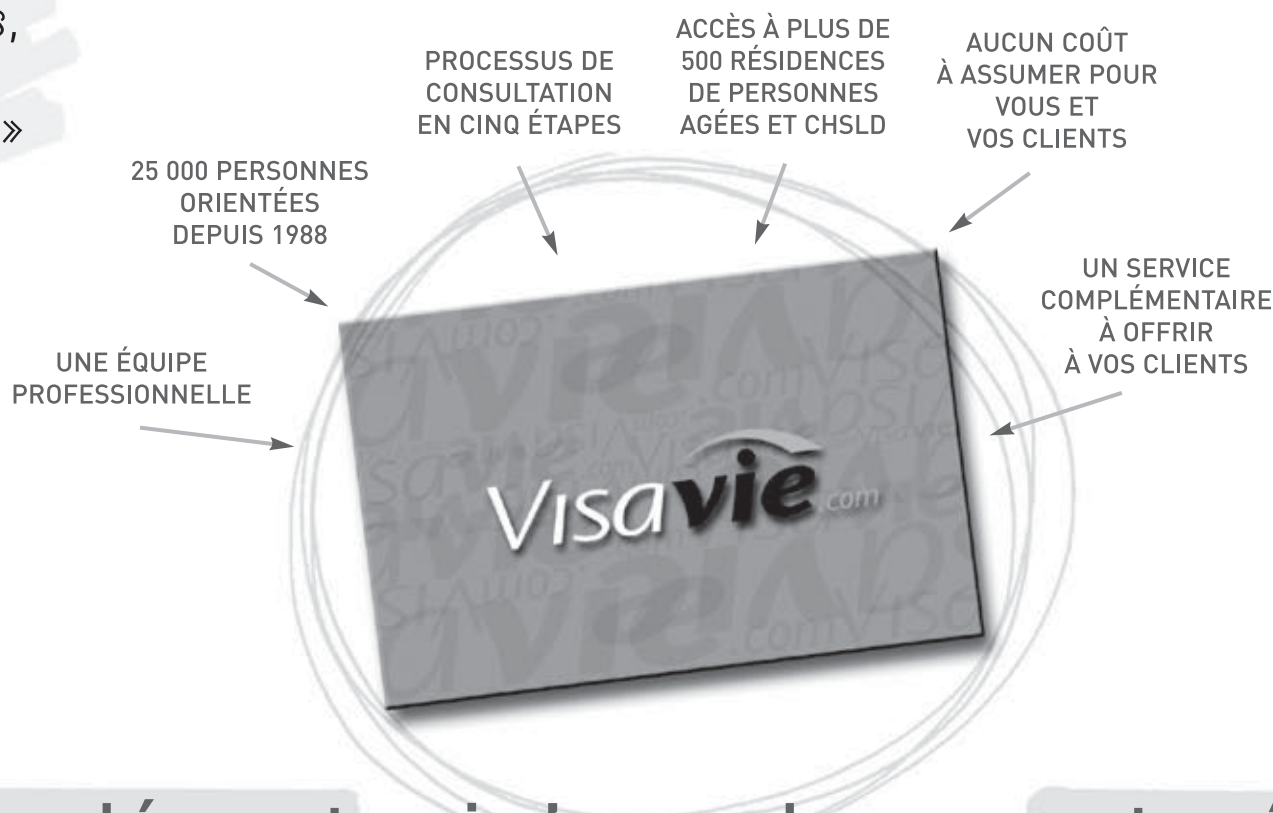 »
PROCESSUS DE
CONSULTATION
EN CINQ ÉTAPES
ACCÈS À PLUS DE
500 RÉSIDENCES
DE PERSONNES
AGÉES ET CHSLD
AUCUN COÛT
À ASSUMER POUR
VOUS ET
VOS CLIENTS
25 000 PERSONNES
ORIENTÉES
DEPUIS 1988
UN SERVICE
COMPLÉMENTAIRE
À OFFRIR
À VOS CLIENTS
UNE ÉQUIPE
PROFESSIONNELLE
Visavie.com